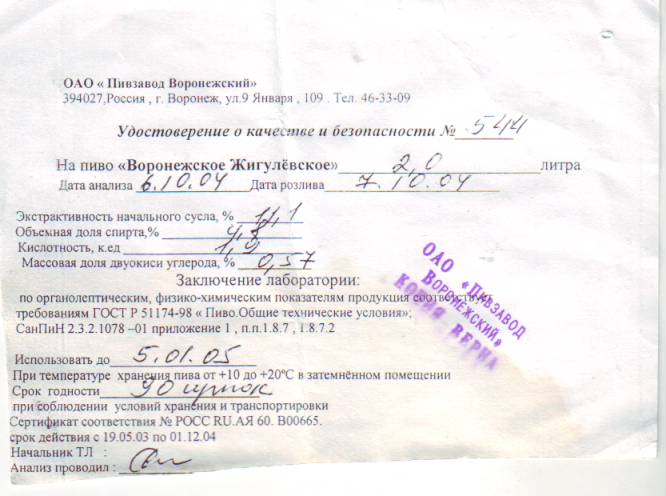 ОАО « Пивзавод Воронежский»
394027,Россия , г. Воронеж, ул.9 Января , 109 . Тел. 46-33-09
Удостоверение о качестве и безопасности № 544
На пиво «Воронежское Жигулёвское» 2,0 литра
Дата анализа 6.10.04 Дата розлива 7.10.04
Экстрактивность начального сусла, % 11,1
Объемная доля спирта,%
Кислотность, к.ед 1,9
Массовая доля двуокиси углерода, % 0,57
Заключение лаборатории:
по органолептическим, физико-химическим показателям продукция соответствует
требованиям ГОСТ Р 51174-98 « Пиво.Общие технические условия»;
СанПиН 2.3.2.1078 –01 приложение 1 , п.п.1.8.7 , 1.8.7.2
Использовать до 5.01.05
При температуре хранения пива от +10 до +20°С в затемнённом помещении
Срок годности 90 суток
при соблюдении условий хранения и транспортировки
Сертификат соответствия № РОСС RU.АЯ 60. В00665.
срок действия с 19.05.03 по 01.12.04
Начальник ТЛ :
Анализ проводил :
ОАО «Пивзавод
Воронежский»
КОПИЯ ВЕРНА